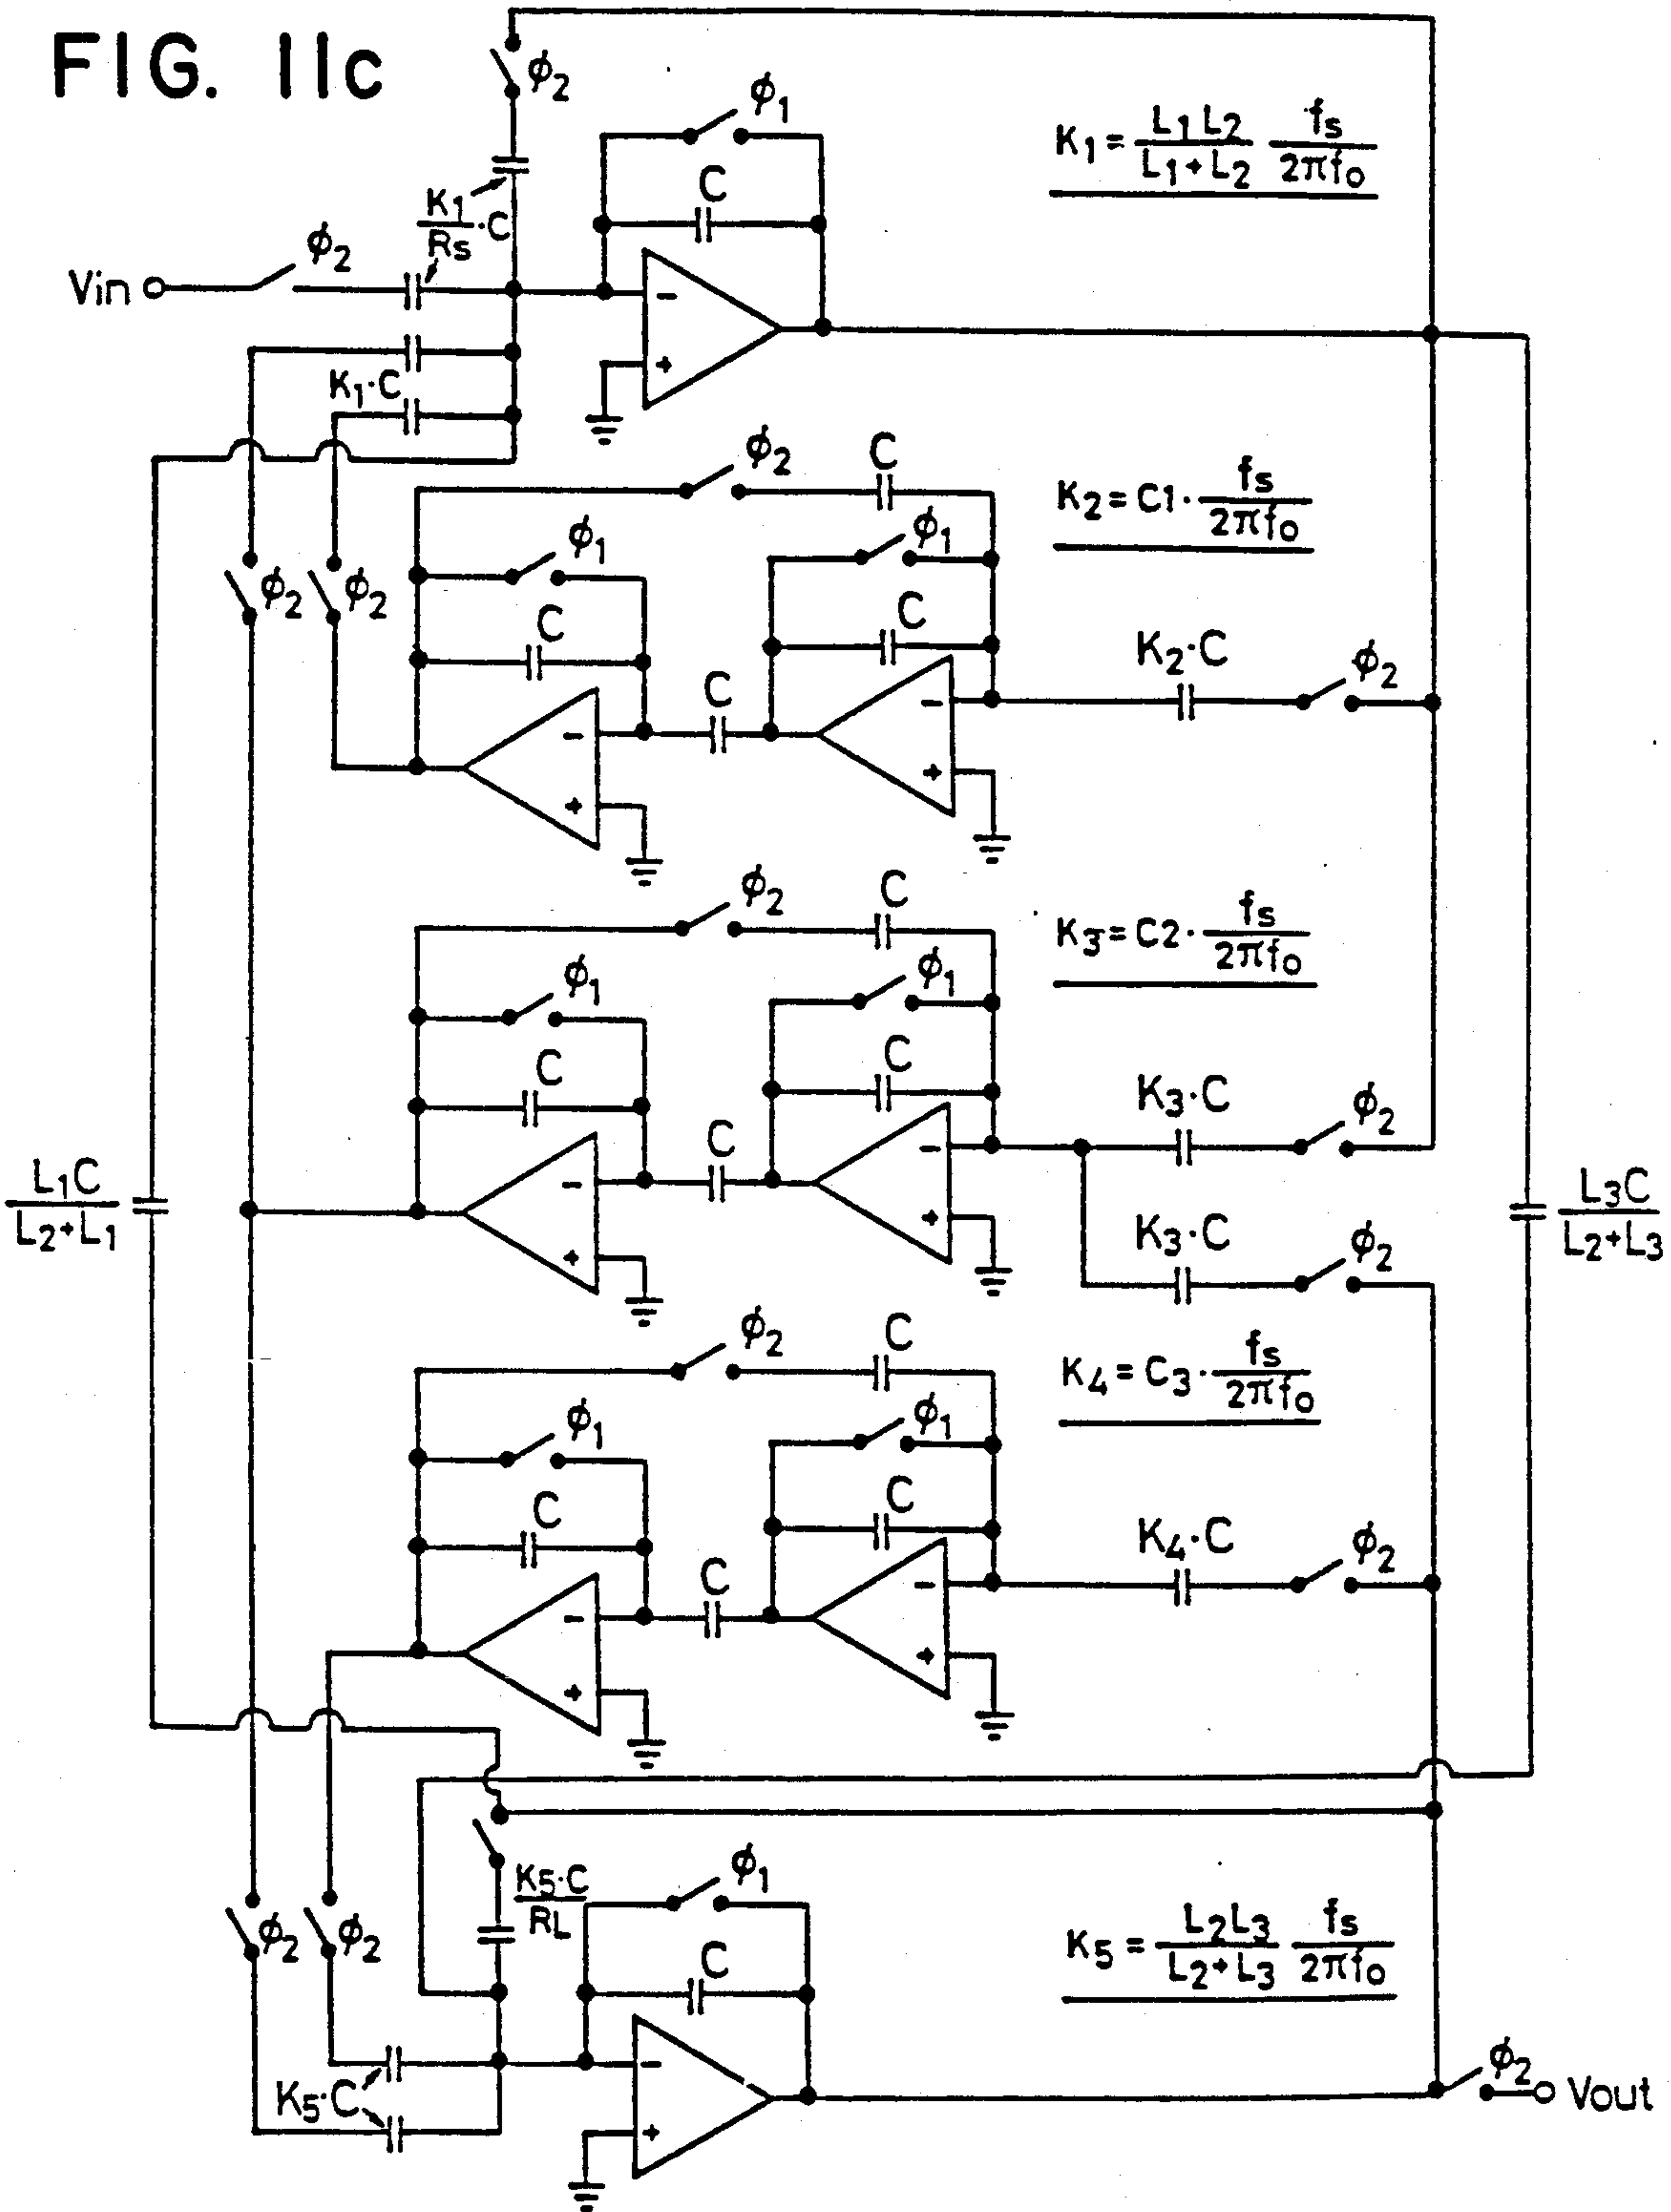 FIG. 11c
ϕ2
ϕ1
K1 = L1 L2 / L1 + L2 fs / 2πfo
C
K1 / Rs · C
ϕ2
Vin
−
+
K1·C
ϕ2
C
K2 = C1 · fs / 2πfo
ϕ1
ϕ1
ϕ2
ϕ2
C
C
K2·C
ϕ2
C
−
−
+
+
ϕ2
C
K3 = C2 · fs / 2πfo
ϕ1
ϕ1
C
C
K3·C
ϕ2
C
−
−
L1C / L2+L1
L3C / L2+L3
+
K3·C
ϕ2
+
ϕ2
C
K4 = C3 · fs / 2πfo
ϕ1
ϕ1
C
C
K4·C
ϕ2
C
−
−
+
+
K5·C / RL
ϕ1
ϕ2
ϕ2
K5 = L2L3 / L2+L3 fs / 2πfo
C
−
K5·C
+
ϕ2
Vout